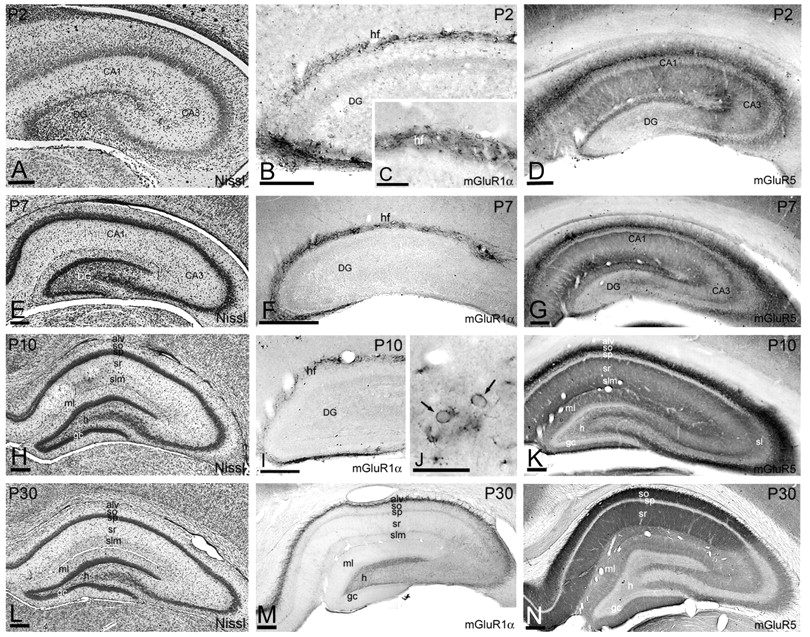 P2
CA1
CA3
DG
A
Nissl
P2
hf
DG
hf
B
C
mGluR1α
P2
CA1
CA3
DG
D
mGluR5
P7
CA1
DG
CA3
E
Nissl
P7
hf
DG
F
mGluR1α
P7
CA1
DG
CA3
G
mGluR5
P10
alv
so
sp
sr
slm
ml
h
gc
H
Nissl
P10
hf
DG
I
mGluR1α
J
P10
alv
so
sp
sr
slm
ml
h
gc
sl
K
mGluR5
P30
alv
so
sp
sr
slm
ml
h
gc
L
Nissl
P30
alv
so
sp
sr
slm
ml
h
gc
M
mGluR1α
P30
so
sp
sr
ml
h
gc
N
mGluR5